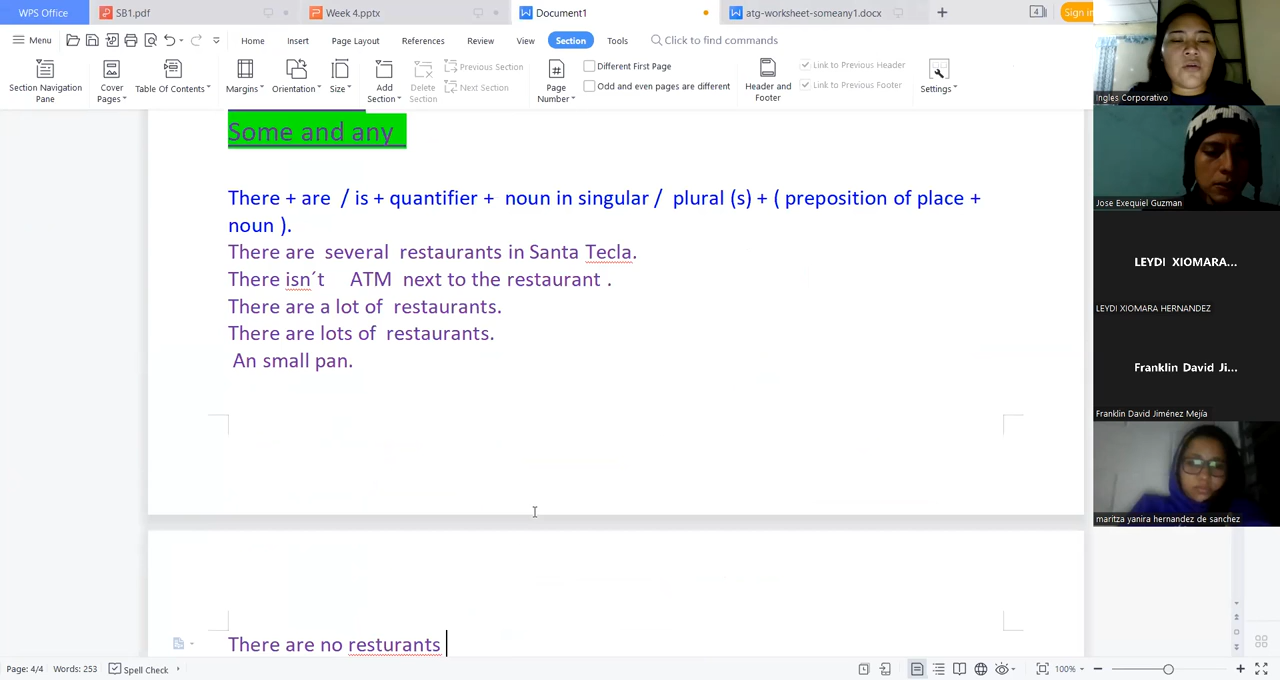 WPS Office
SB1.pdf
Week 4.pptx
Document1
atg-worksheet-someany1.docx
4
Sign in
Menu
Home
Insert
Page Layout
References
Review
View
Section
Tools
Click to find commands
Section Navigation Pane
Cover Pages
Table Of Contents
Margins
Orientation
Size
Add Section
Delete Section
Previous Section
Next Section
Page Number
Different First Page
Odd and even pages are different
Header and Footer
Link to Previous Header
Link to Previous Footer
Settings
Some and any
There + are / is + quantifier + noun in singular / plural (s) + ( preposition of place +
noun ).
There are several restaurants in Santa Tecla.
There isn´t ATM next to the restaurant .
There are a lot of restaurants.
There are lots of restaurants.
An small pan.
There are no resturants
Ingles Corporativo
Jose Exequiel Guzman
LEYDI XIOMARA...
LEYDI XIOMARA HERNANDEZ
Franklin David Ji...
Franklin David Jiménez Mejía
maritza yanira hernandez de sanchez
Page: 4/4
Words: 253
Spell Check
100%